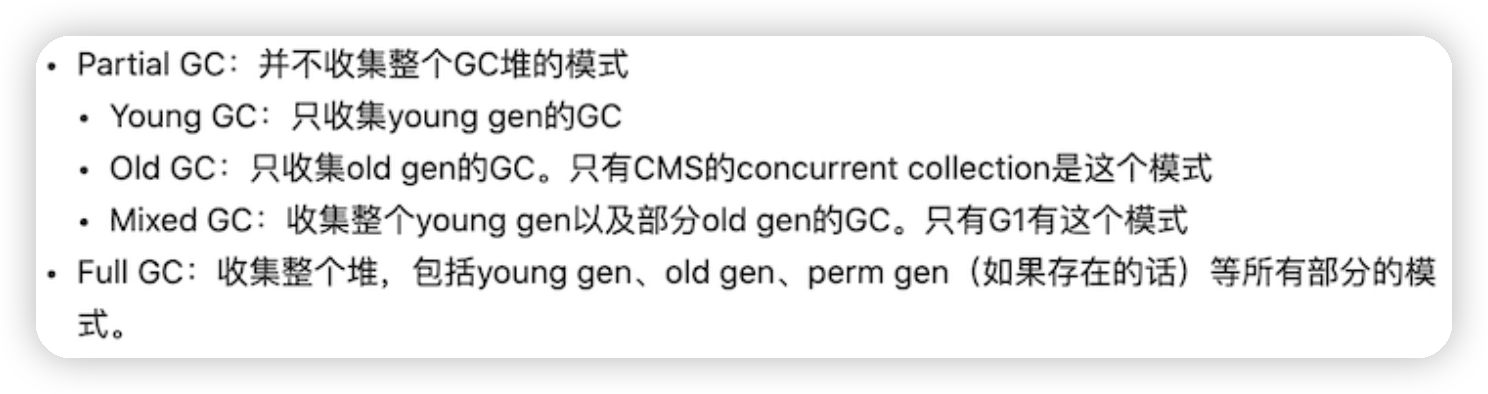 • Partial GC：并不收集整个GC堆的模式
• Young GC：只收集young gen的GC
• Old GC：只收集old gen的GC。只有CMS的concurrent collection是这个模式
• Mixed GC：收集整个young gen以及部分old gen的GC。只有G1有这个模式
• Full GC：收集整个堆，包括young gen、old gen、perm gen（如果存在的话）等所有部分的模
式。